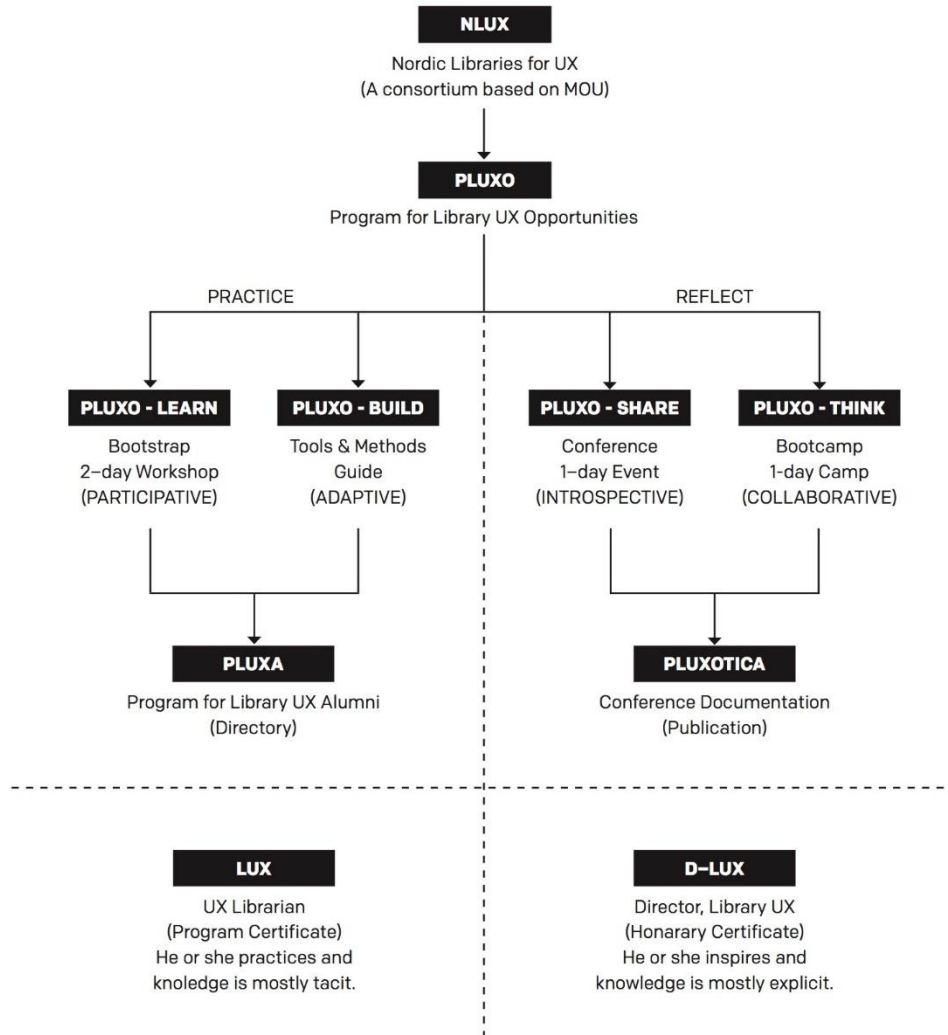 NLUX
Nordic Libraries for UX
(A consortium based on MOU)
PLUXO
Program for Library UX Opportunities
PRACTICE
REFLECT
PLUXO - LEARN
Bootstrap
2–day Workshop
(PARTICIPATIVE)
PLUXO - BUILD
Tools & Methods
Guide
(ADAPTIVE)
PLUXO - SHARE
Conference
1–day Event
(INTROSPECTIVE)
PLUXO - THINK
Bootcamp
1-day Camp
(COLLABORATIVE)
PLUXA
Program for Library UX Alumni
(Directory)
PLUXOTICA
Conference Documentation
(Publication)
LUX
UX Librarian
(Program Certificate)
He or she practices and
knoledge is mostly tacit.
D–LUX
Director, Library UX
(Honarary Certificate)
He or she inspires and
knowledge is mostly explicit.